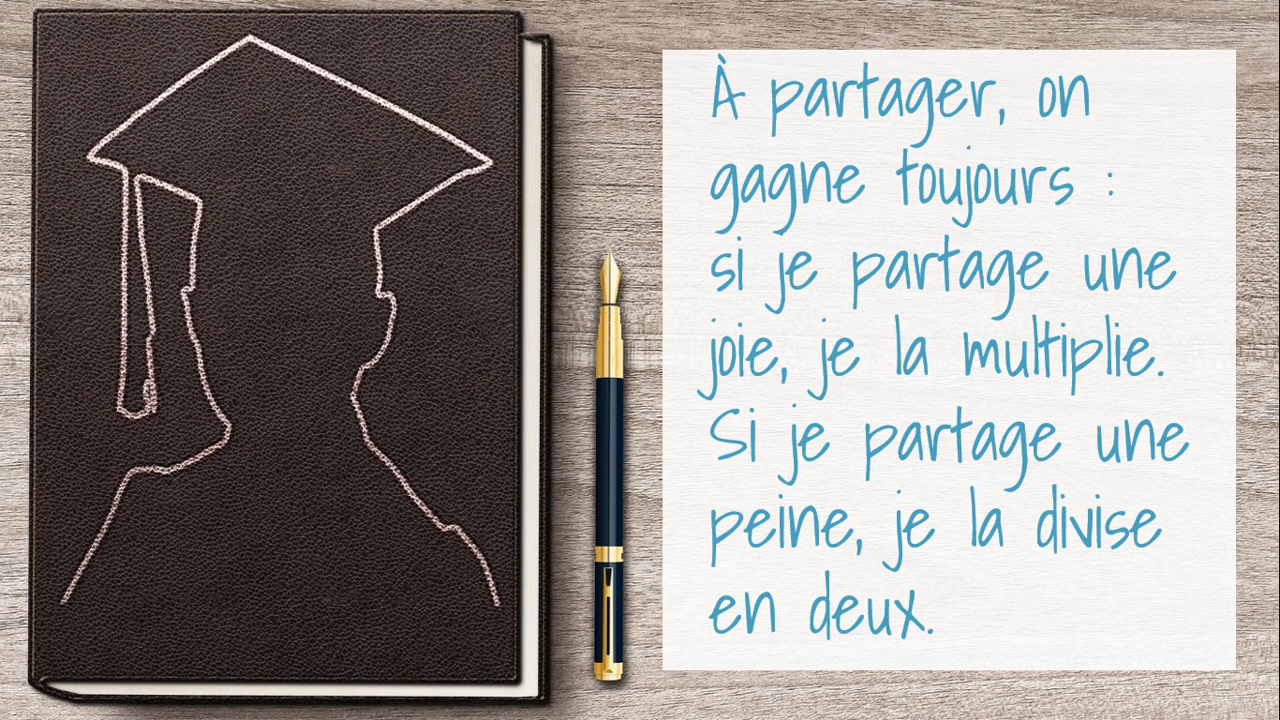 À partager, on
gagne toujours :
si je partage une
joie, je la multiplie.
Si je partage une
peine, je la divise
en deux.